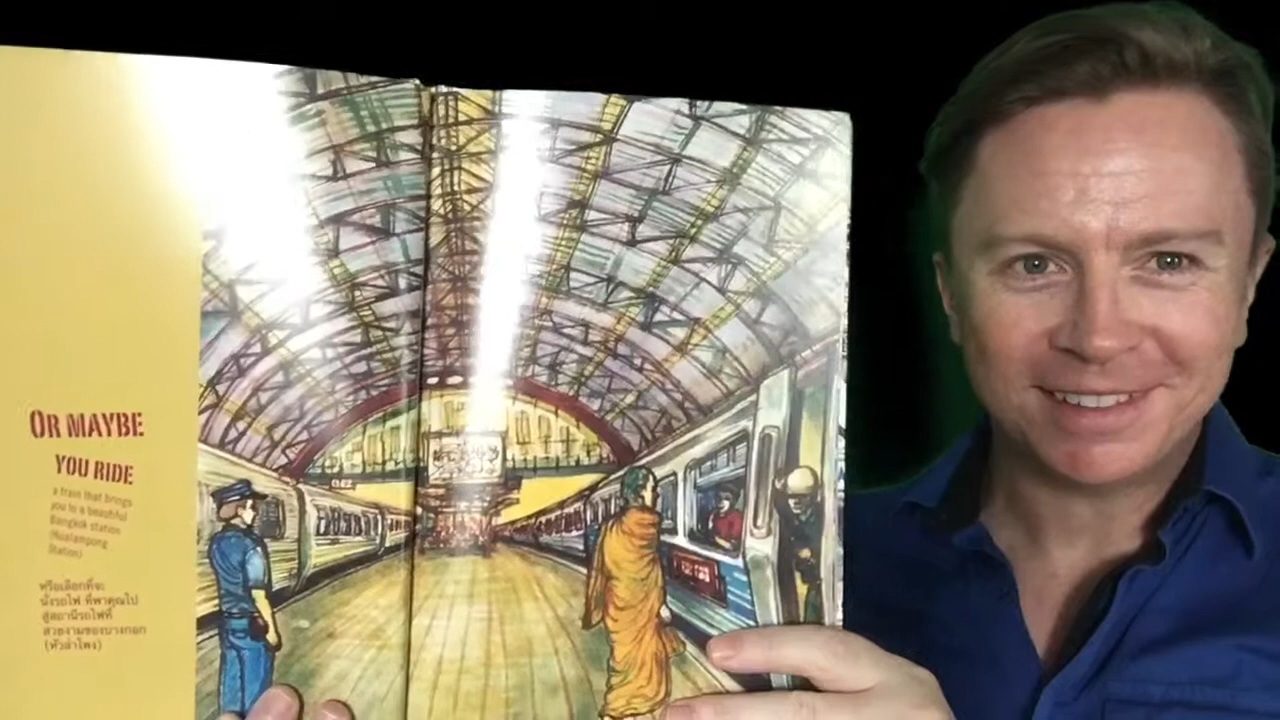 OR MAYBE
YOU RIDE
a train that brings
you to a beautiful
Bangkok station
(Hualampong
Station)
หรือเลือกที่จะ
นั่งรถไฟ ที่พาคุณไป
สู่สถานีรถไฟที่
สวยงามของบางกอก
(หัวลำโพง)